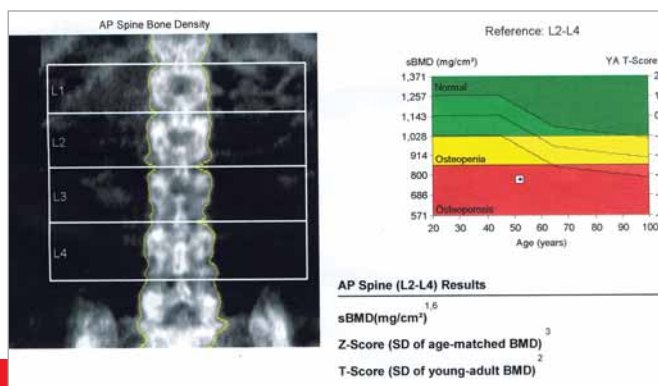 AP Spine Bone Density
L1
L2
L3
L4
Reference: L2-L4
sBMD (mg/cm²)
YA T-Score
1,371
1,257
1,143
1,028
914
800
686
571
Normal
Osteopenia
Osteoporosis
2
1
0
20 30 40 50 60 70 80 90 100
Age (years)
AP Spine (L2-L4) Results
sBMD(mg/cm²)1,6
Z-Score (SD of age-matched BMD)3
T-Score (SD of young-adult BMD)2